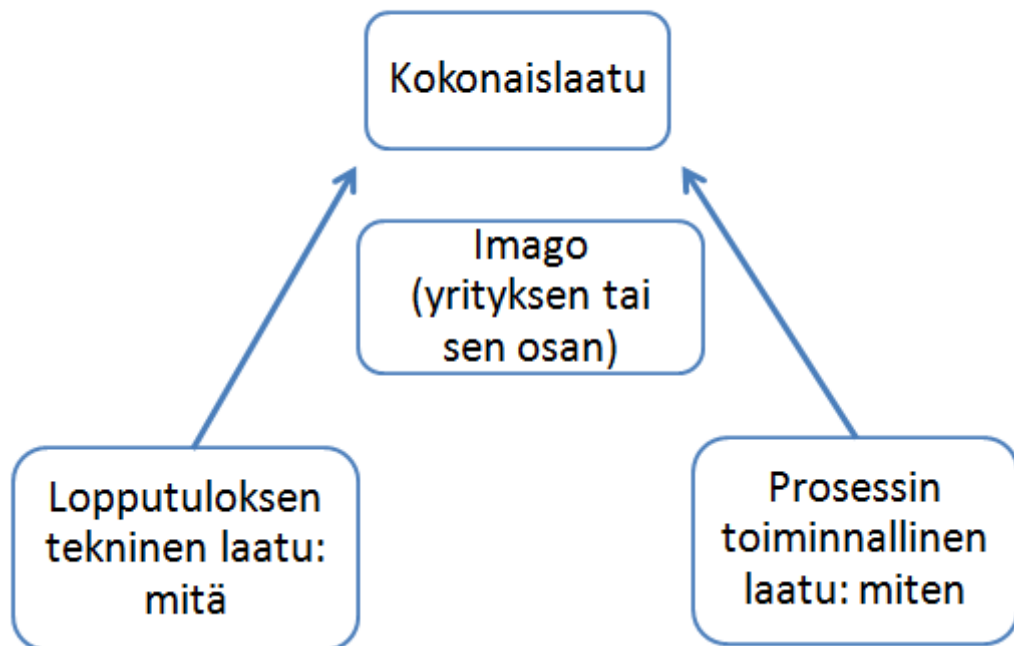 Kokonaislaatu
Imago
(yrityksen tai
sen osan)
Lopputuloksen
tekninen laatu:
mitä
Prosessin
toiminnallinen
laatu: miten